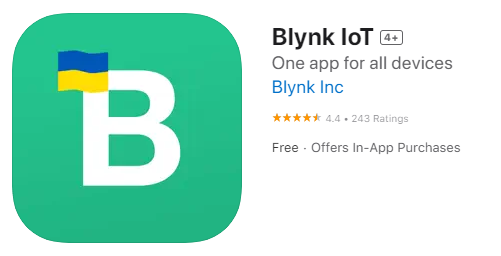 B
Blynk IoT 4+
One app for all devices
Blynk Inc
4.4 • 243 Ratings
Free · Offers In-App Purchases